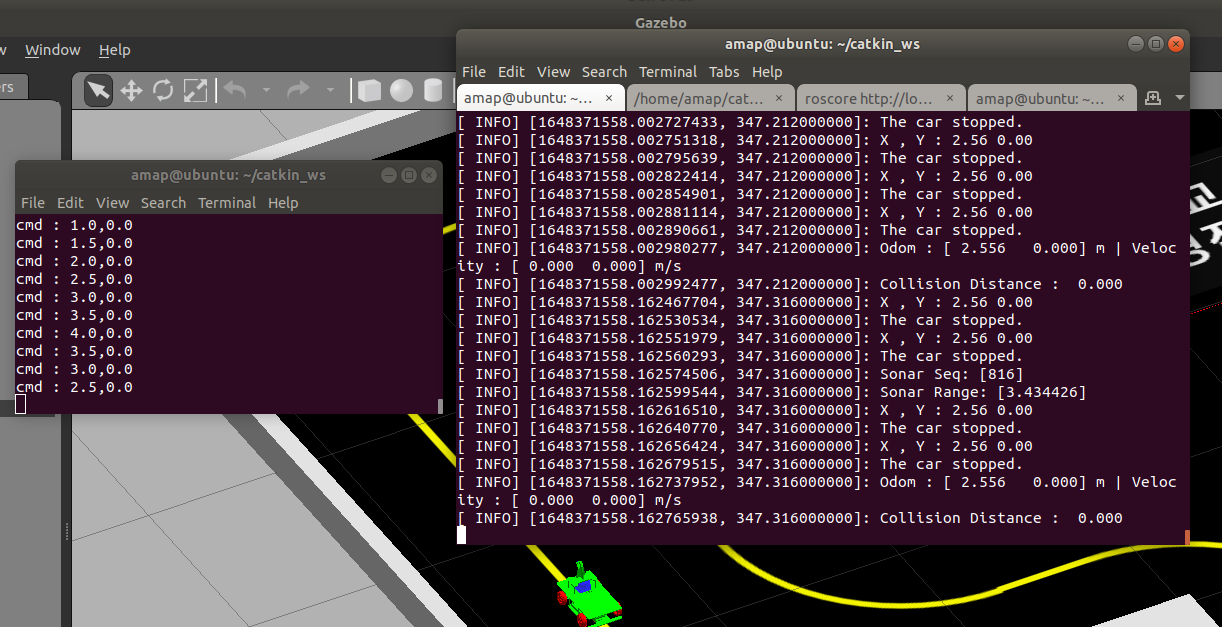 Gazebo
w Window Help
ers
amap@ubuntu: ~/catkin_ws
File Edit View Search Terminal Help
cmd : 1.0,0.0
cmd : 1.5,0.0
cmd : 2.0,0.0
cmd : 2.5,0.0
cmd : 3.0,0.0
cmd : 3.5,0.0
cmd : 4.0,0.0
cmd : 3.5,0.0
cmd : 3.0,0.0
cmd : 2.5,0.0
amap@ubuntu: ~/catkin_ws
File Edit View Search Terminal Tabs Help
amap@ubuntu: ~... × /home/amap/cat... × roscore http://lo... × amap@ubuntu: ~... ×
[ INFO] [1648371558.002727433, 347.212000000]: The car stopped.
[ INFO] [1648371558.002751318, 347.212000000]: X , Y : 2.56 0.00
[ INFO] [1648371558.002795639, 347.212000000]: The car stopped.
[ INFO] [1648371558.002822414, 347.212000000]: X , Y : 2.56 0.00
[ INFO] [1648371558.002854901, 347.212000000]: The car stopped.
[ INFO] [1648371558.002881114, 347.212000000]: X , Y : 2.56 0.00
[ INFO] [1648371558.002890661, 347.212000000]: The car stopped.
[ INFO] [1648371558.002980277, 347.212000000]: Odom : [ 2.556   0.000] m | Veloc
ity : [ 0.000  0.000] m/s
[ INFO] [1648371558.002992477, 347.212000000]: Collision Distance :  0.000
[ INFO] [1648371558.162467704, 347.316000000]: X , Y : 2.56 0.00
[ INFO] [1648371558.162530534, 347.316000000]: The car stopped.
[ INFO] [1648371558.162551979, 347.316000000]: X , Y : 2.56 0.00
[ INFO] [1648371558.162560293, 347.316000000]: The car stopped.
[ INFO] [1648371558.162574506, 347.316000000]: Sonar Seq: [816]
[ INFO] [1648371558.162599544, 347.316000000]: Sonar Range: [3.434426]
[ INFO] [1648371558.162616510, 347.316000000]: X , Y : 2.56 0.00
[ INFO] [1648371558.162640770, 347.316000000]: The car stopped.
[ INFO] [1648371558.162656424, 347.316000000]: X , Y : 2.56 0.00
[ INFO] [1648371558.162679515, 347.316000000]: The car stopped.
[ INFO] [1648371558.162737952, 347.316000000]: Odom : [ 2.556   0.000] m | Veloc
ity : [ 0.000  0.000] m/s
[ INFO] [1648371558.162765938, 347.316000000]: Collision Distance :  0.000